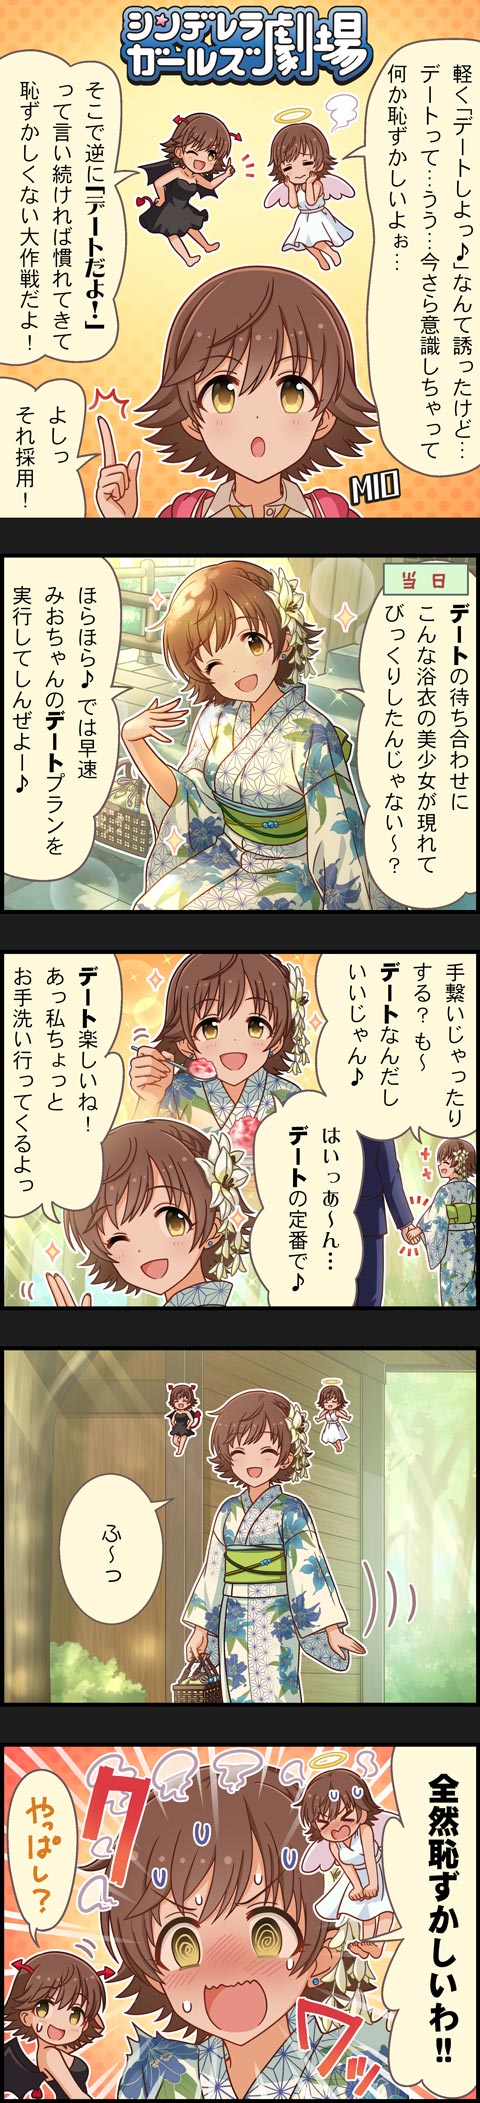 シンデレラ
ガールズ劇場
軽く「デートしよっ♪」なんて誘ったけど…
デートって…うう…今さら意識しちゃって
何か恥ずかしいよぉ…
そこで逆に「『デートだよ！』
って言い続ければ慣れてきて
恥ずかしくない大作戦だよ！
よしっ
それ採用！
MIO
当日
デートの待ち合わせに
こんな浴衣の美少女が現れて
びっくりしたんじゃない～？
ほらほら♪では早速
みおちゃんのデートプランを
実行してしんぜよー♪
手繋いじゃったり
する？も～
デートなんだし
いいじゃん♪
はいっあ～ん…
デートの定番で♪
デート楽しいね！
あっ私ちょっと
お手洗い行ってくるよっ
ふ～っ
全然恥ずかしいわ!!
クワッ
やっぱし？